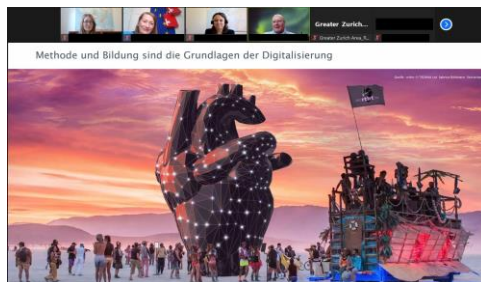 Greater Zurich...
Greater Zurich Area_R...
Methode und Bildung sind die Grundlagen der Digitalisierung